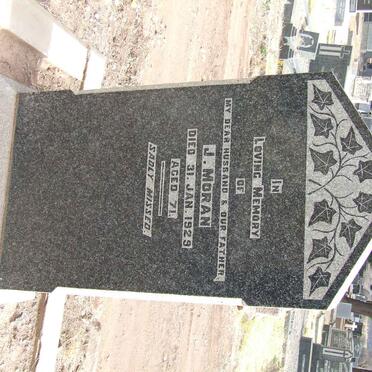 IN
LOVING MEMORY
OF
MY DEAR HUSBAND & OUR FATHER.
J. MORAN
DIED 31. JAN. 1929
AGED 71.
SADLY MISSED.